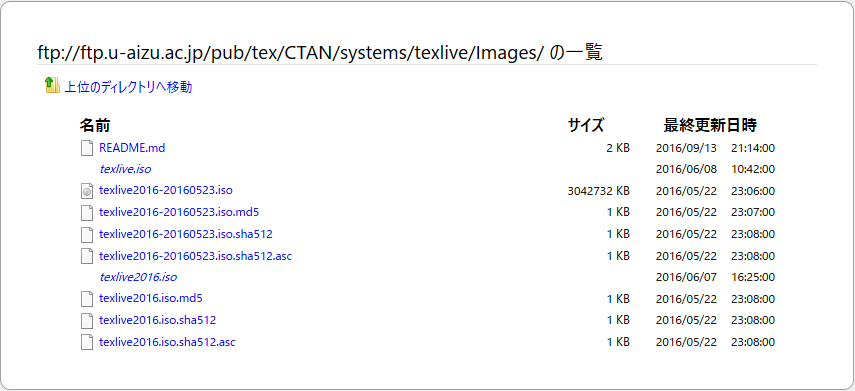 ftp://ftp.u-aizu.ac.jp/pub/tex/CTAN/systems/texlive/Images/ の一覧
上位のディレクトリへ移動
名前 サイズ 最終更新日時
README.md 2 KB 2016/09/13 21:14:00
texlive.iso 2016/06/08 10:42:00
texlive2016-20160523.iso 3042732 KB 2016/05/22 23:06:00
texlive2016-20160523.iso.md5 1 KB 2016/05/22 23:07:00
texlive2016-20160523.iso.sha512 1 KB 2016/05/22 23:08:00
texlive2016-20160523.iso.sha512.asc 1 KB 2016/05/22 23:08:00
texlive2016.iso 2016/06/07 16:25:00
texlive2016.iso.md5 1 KB 2016/05/22 23:08:00
texlive2016.iso.sha512 1 KB 2016/05/22 23:08:00
texlive2016.iso.sha512.asc 1 KB 2016/05/22 23:08:00